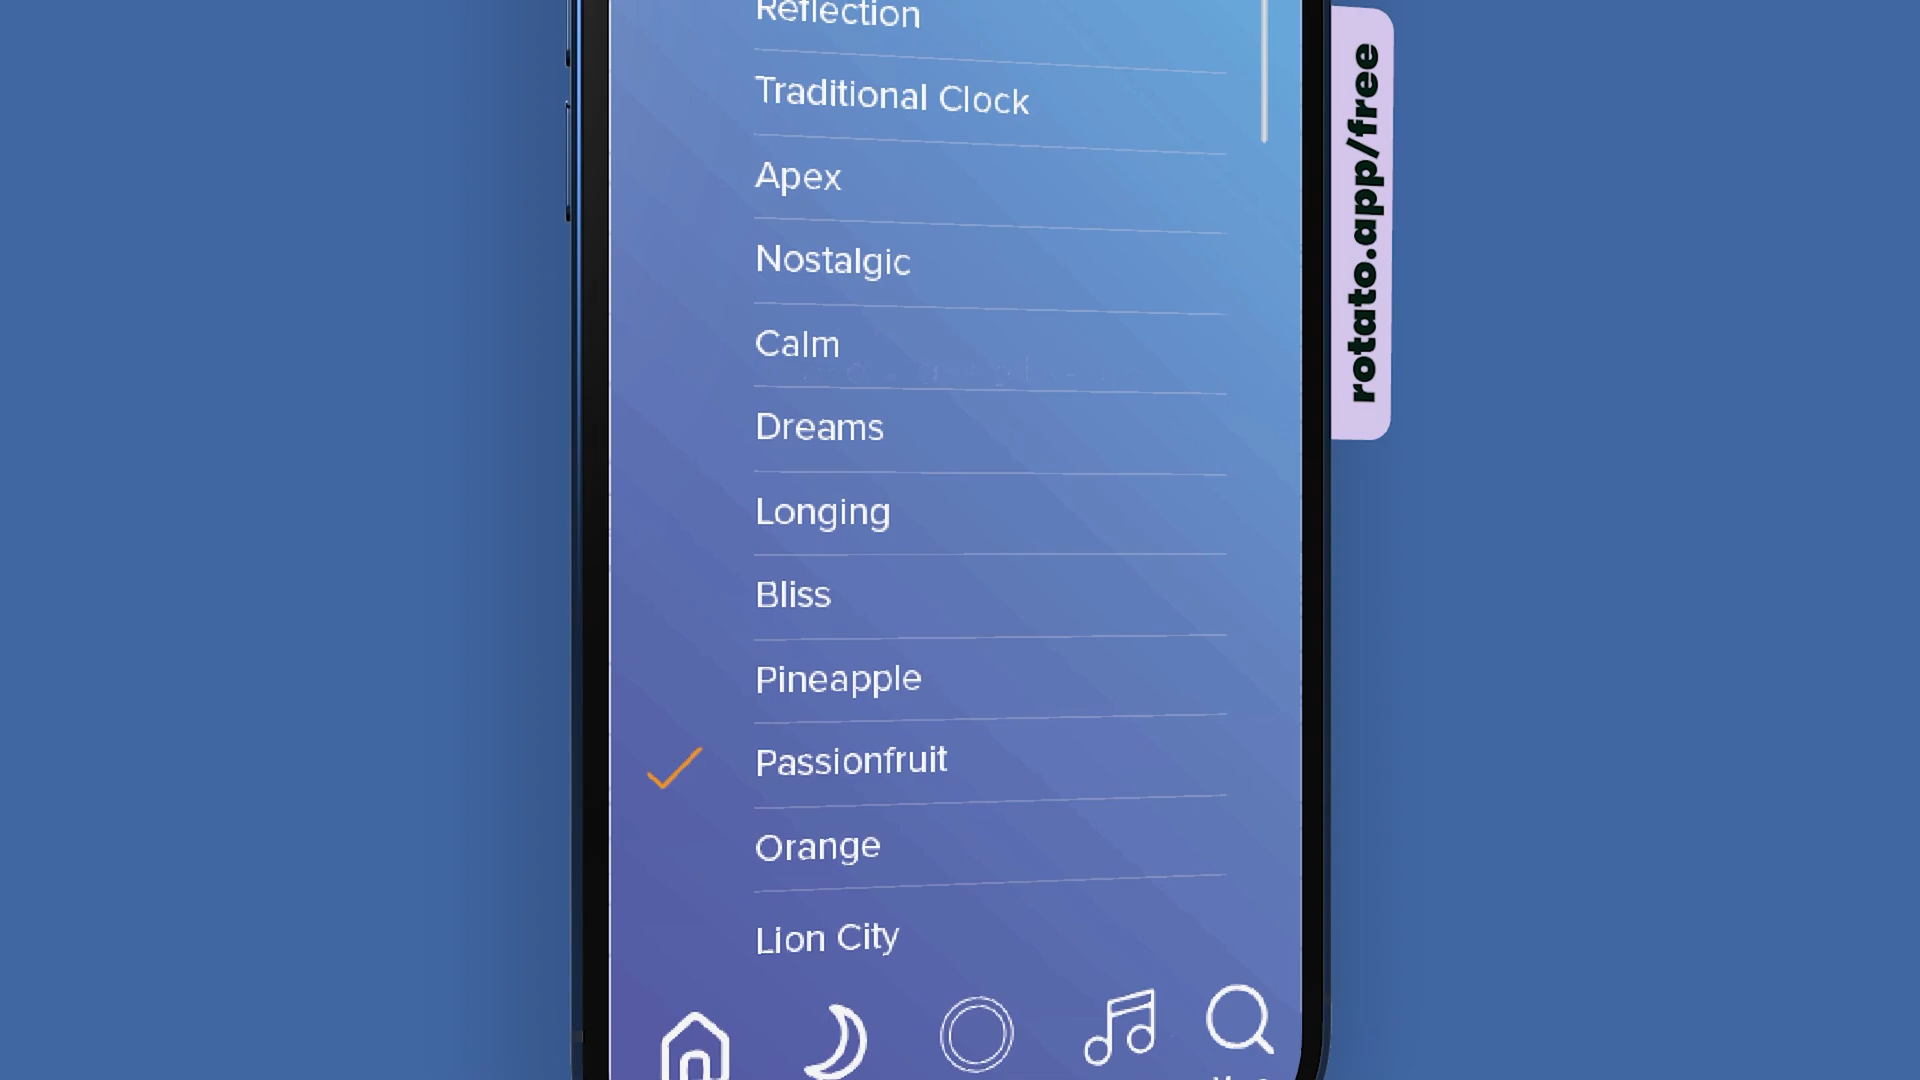 Reflection
Traditional Clock
Apex
Nostalgic
Calm
Dreams
Longing
Bliss
Pineapple
Passionfruit
Orange
Lion City
rotato.app/free